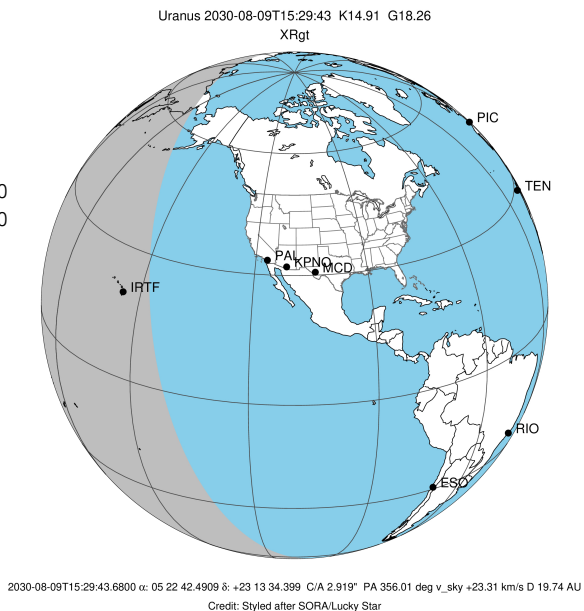 Uranus 2030-08-09T15:29:43 K14.91 G18.26
XRgt
PIC
0
TEN
0
PAL
KPNO
MCD
IRTF
RIO
ESO
2030-08-09T15:29:43.6800 α: 05 22 42.4909 δ: +23 13 34.399 C/A 2.919" PA 356.01 deg v_sky +23.31 km/s D 19.74 AU
Credit: Styled after SORA/Lucky Star